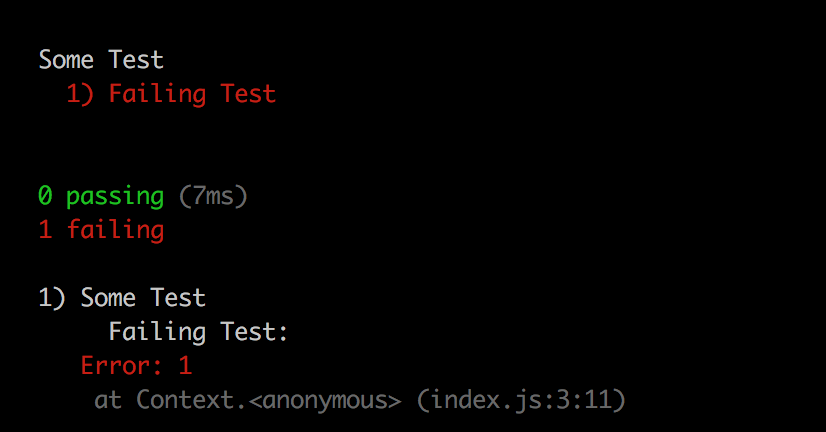 Some Test
1) Failing Test
0 passing (7ms)
1 failing
1) Some Test
Failing Test:
Error: 1
at Context.<anonymous> (index.js:3:11)